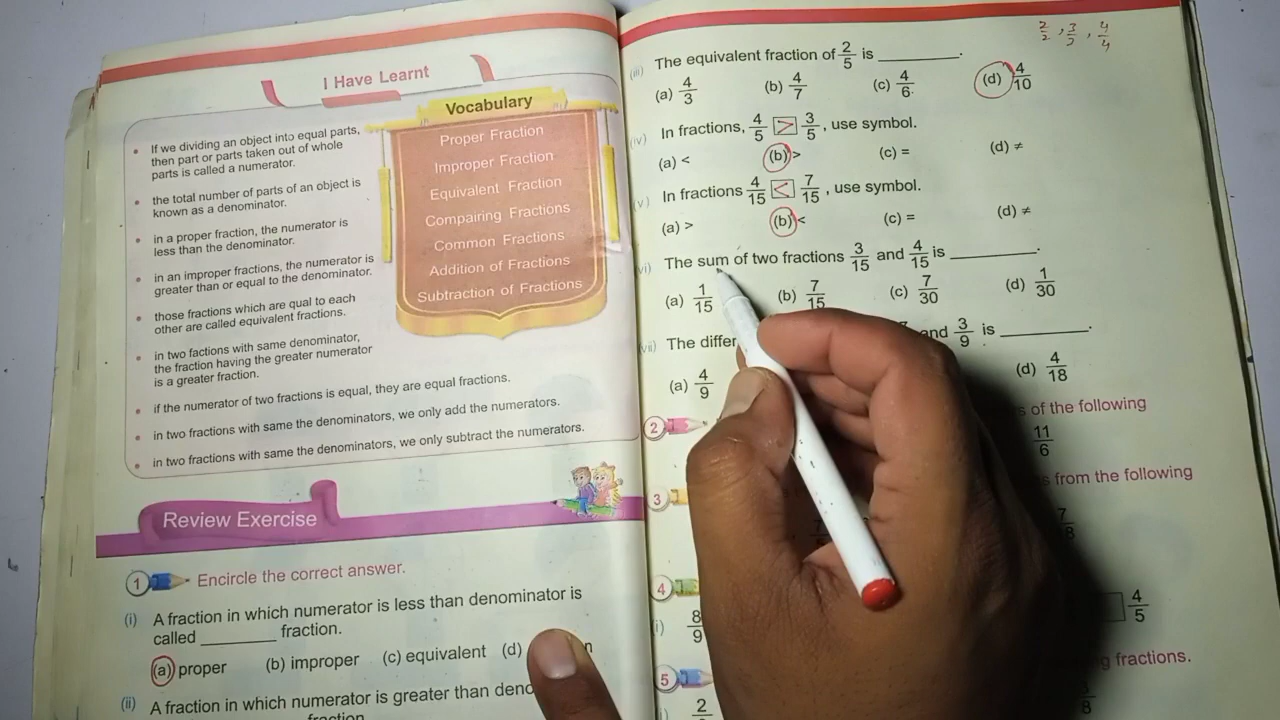 I Have Learnt
Vocabulary
Proper Fraction
Improper Fraction
Equivalent Fraction
Compairing Fractions
Common Fractions
Addition of Fractions
Subtraction of Fractions
• If we dividing an object into equal parts,
then part or parts taken out of whole
parts is called a numerator.
• the total number of parts of an object is
known as a denominator.
• in a proper fraction, the numerator is
less than the denominator.
• in an improper fractions, the numerator is
greater than or equal to the denominator.
• those fractions which are qual to each
other are called equivalent fractions.
• in two factions with same denominator,
the fraction having the greater numerator
is a greater fraction.
• if the numerator of two fractions is equal, they are equal fractions.
• in two fractions with same the denominators, we only add the numerators.
• in two fractions with same the denominators, we only subtract the numerators.
Review Exercise
1 Encircle the correct answer.
(i) A fraction in which numerator is less than denominator is
called ________ fraction.
(a) proper (b) improper (c) equivalent (d)
(ii) A fraction in which numerator is greater than
fraction
2/2, 3/3, 4/4
(iii) The equivalent fraction of 2/5 is ________.
(a) 4/3 (b) 4/7 (c) 4/6 (d) 4/10
(iv) In fractions, 4/5 > 3/5, use symbol.
(a) < (b) > (c) = (d) ≠
(v) In fractions 4/15 < 7/15, use symbol.
(a) > (b) < (c) = (d) ≠
(vi) The sum of two fractions 3/15 and 4/15 is ________.
(a) 1/15 (b) 7/15 (c) 7/30 (d) 1/30
(vii) The and 3/9 is ________.
(a) 4/9 (d) 4/18
2 of the following
11/6
3 from the following
4
8/9 4/5
5 fractions.